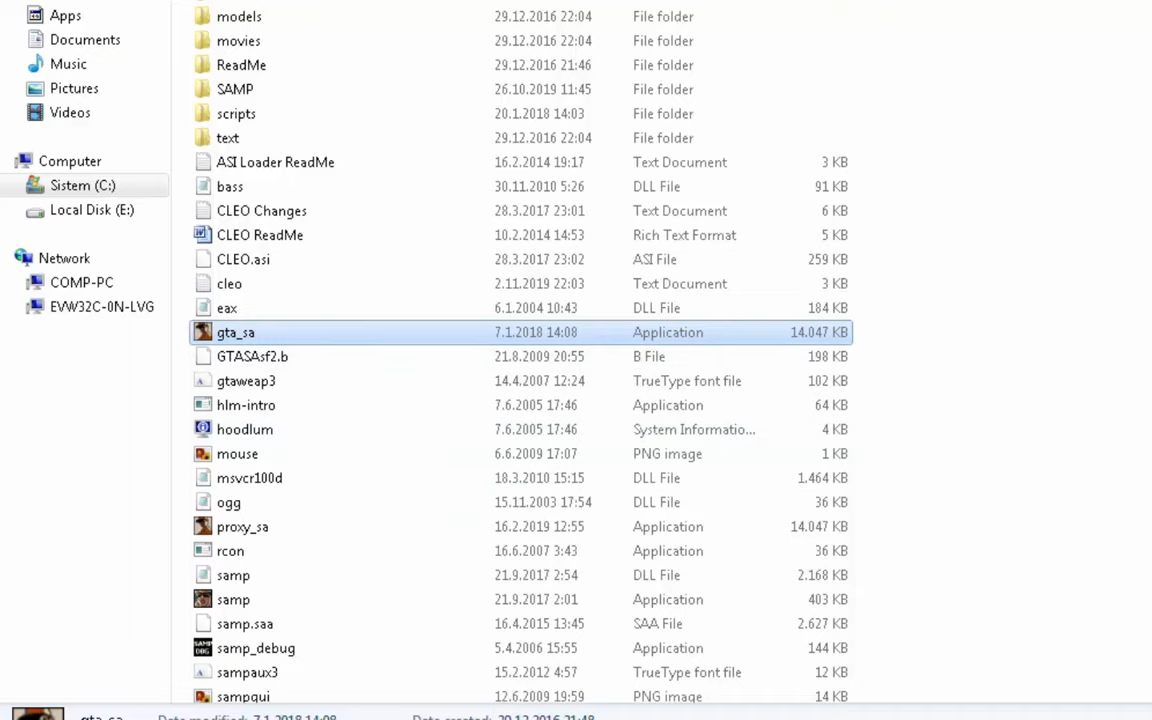 Apps
Documents
Music
Pictures
Videos
Computer
Sistem (C:)
Local Disk (E:)
Network
COMP-PC
EVW32C-0N-LVG
models 29.12.2016 22:04 File folder
movies 29.12.2016 22:04 File folder
ReadMe 29.12.2016 21:46 File folder
SAMP 26.10.2019 11:45 File folder
scripts 20.1.2018 14:03 File folder
text 29.12.2016 22:04 File folder
ASI Loader ReadMe 16.2.2014 19:17 Text Document 3 KB
bass 30.11.2010 5:26 DLL File 91 KB
CLEO Changes 28.3.2017 23:01 Text Document 6 KB
CLEO ReadMe 10.2.2014 14:53 Rich Text Format 5 KB
CLEO.asi 28.3.2017 23:02 ASI File 259 KB
cleo 2.11.2019 22:03 Text Document 3 KB
eax 6.1.2004 10:43 DLL File 184 KB
gta_sa 7.1.2018 14:08 Application 14.047 KB
GTASAsf2.b 21.8.2009 20:55 B File 198 KB
gtaweap3 14.4.2007 12:24 TrueType font file 102 KB
hlm-intro 7.6.2005 17:46 Application 64 KB
hoodlum 7.6.2005 17:46 System Informatio... 4 KB
mouse 6.6.2009 17:07 PNG image 1 KB
msvcr100d 18.3.2010 15:15 DLL File 1.464 KB
ogg 15.11.2003 17:54 DLL File 36 KB
proxy_sa 16.2.2019 12:55 Application 14.047 KB
rcon 16.6.2007 3:43 Application 36 KB
samp 21.9.2017 2:54 DLL File 2.168 KB
samp 21.9.2017 2:01 Application 403 KB
samp.saa 16.4.2015 13:45 SAA File 2.627 KB
samp_debug 5.4.2006 15:55 Application 144 KB
sampaux3 15.2.2012 4:57 TrueType font file 12 KB
sampgui 12.6.2009 19:59 PNG image 14 KB
gta_sa Date modified: 7.1.2018 14:08 Date created: 29.12.2016 21:48